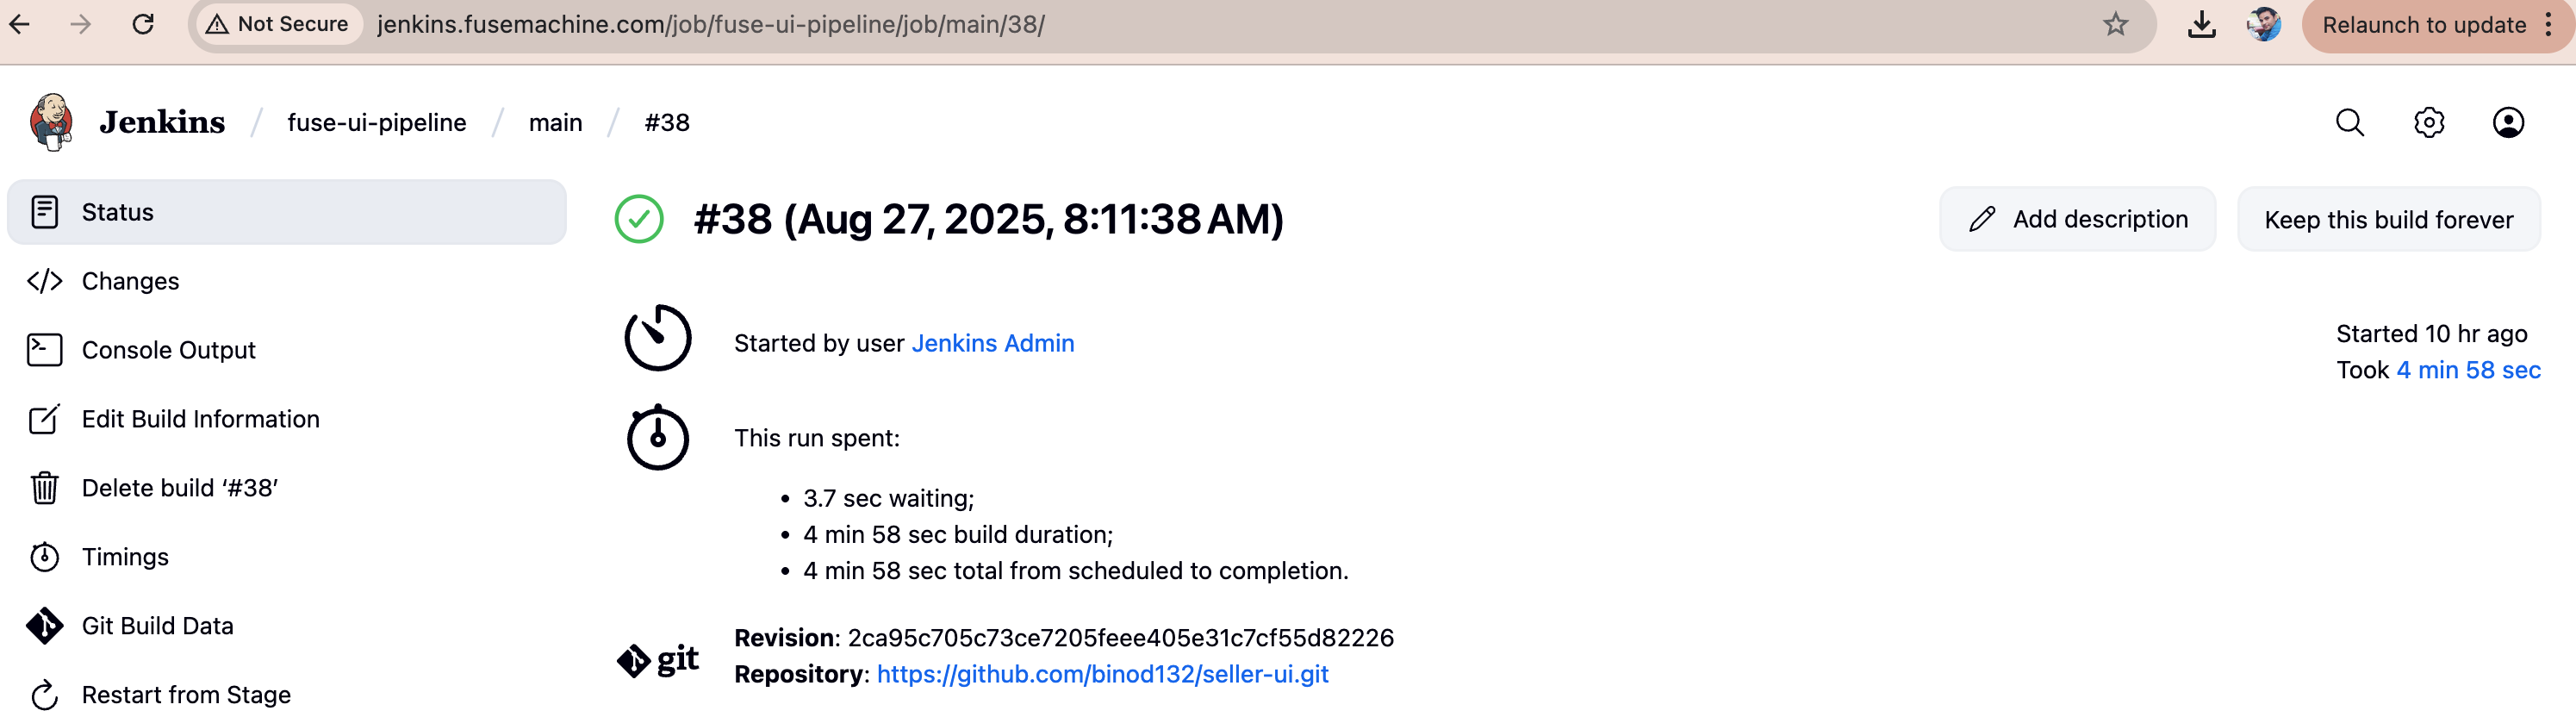 Not Secure
jenkins.fusemachine.com/job/fuse-ui-pipeline/job/main/38/
Relaunch to update
Jenkins / fuse-ui-pipeline / main / #38
Status
Changes
Console Output
Edit Build Information
Delete build ‘#38’
Timings
Git Build Data
Restart from Stage
#38 (Aug 27, 2025, 8:11:38 AM)
Add description
Keep this build forever
Started by user Jenkins Admin
Started 10 hr ago
Took 4 min 58 sec
This run spent:
• 3.7 sec waiting;
• 4 min 58 sec build duration;
• 4 min 58 sec total from scheduled to completion.
git
Revision: 2ca95c705c73ce7205feee405e31c7cf55d82226
Repository: https://github.com/binod132/seller-ui.git